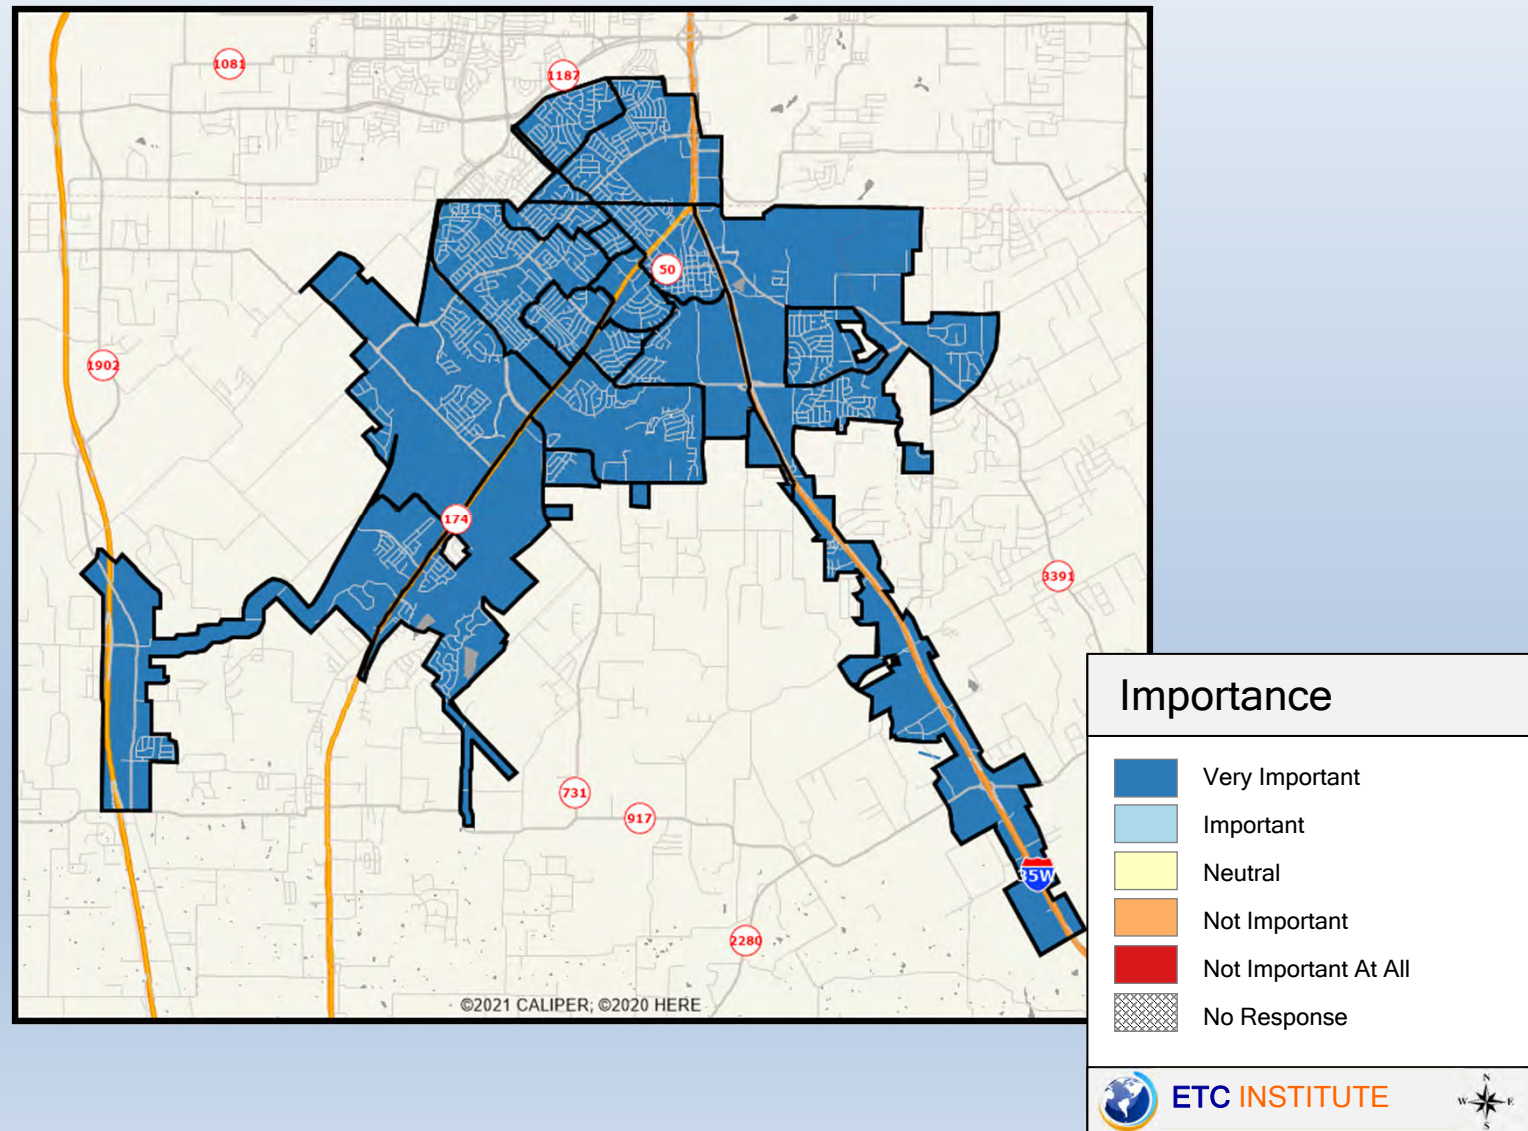 1081
1187
50
1902
174
3391
731
917
35W
2280
©2021 CALIPER; ©2020 HERE
Importance
Very Important
Important
Neutral
Not Important
Not Important At All
No Response
ETC INSTITUTE
N
W E
S